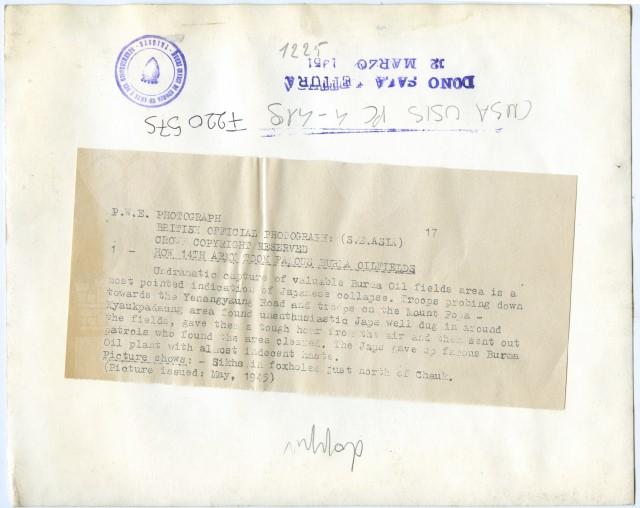 1225
12 MARZO 1951
DONO SALA LETTURA
CMSA USIS PC 4-418
F22057S
P.W.E. PHOTOGRAPH
BRITISH OFFICIAL PHOTOGRAPH: (S.E.ASIA) 17
CROWN COPYRIGHT RESERVED
1 - HOW 14TH ARMY TOOK FAMOUS BURMA OILFIELDS
Undramatic capture of valuable Burma Oil fields area is a
most pointed indication of Japanese collapse. Troops probing down
towards the Yenangyaung Road and troops on the Mount Popa -
Kyaukpadaung area found unenthusiastic Japs well dug in around
the fields, gave them a tough hour from the air and then sent out
patrols who found the area cleared. The Japs gave up famous Burma
Oil plant with almost indecent haste.
Picture shows: - Sikhs in foxholes just north of Chauk.
(Picture issued: May, 1945)